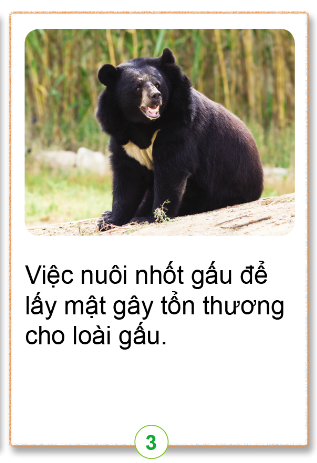 Việc nuôi nhốt gấu để
lấy mật gây tổn thương
cho loài gấu.
3